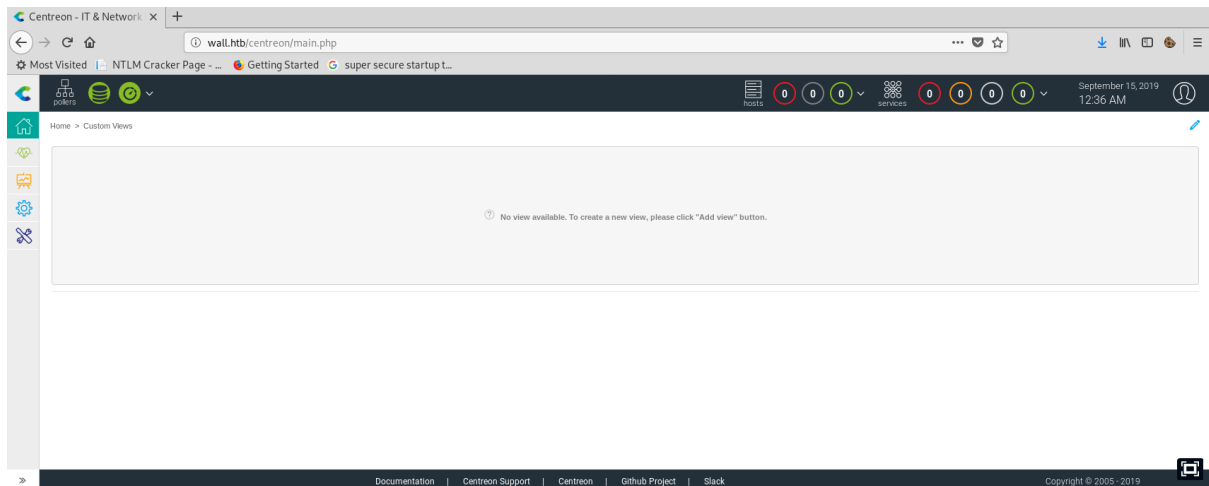 Centreon - IT & Network
wall.htb/centreon/main.php
Most Visited NTLM Cracker Page - ... Getting Started super secure startup t...
pollers
hosts 0 0 0
services 0 0 0 0
September 15, 2019
12:36 AM
Home > Custom Views
No view available. To create a new view, please click "Add view" button.
Documentation | Centreon Support | Centreon | Github Project | Slack
Copyright © 2005 - 2019